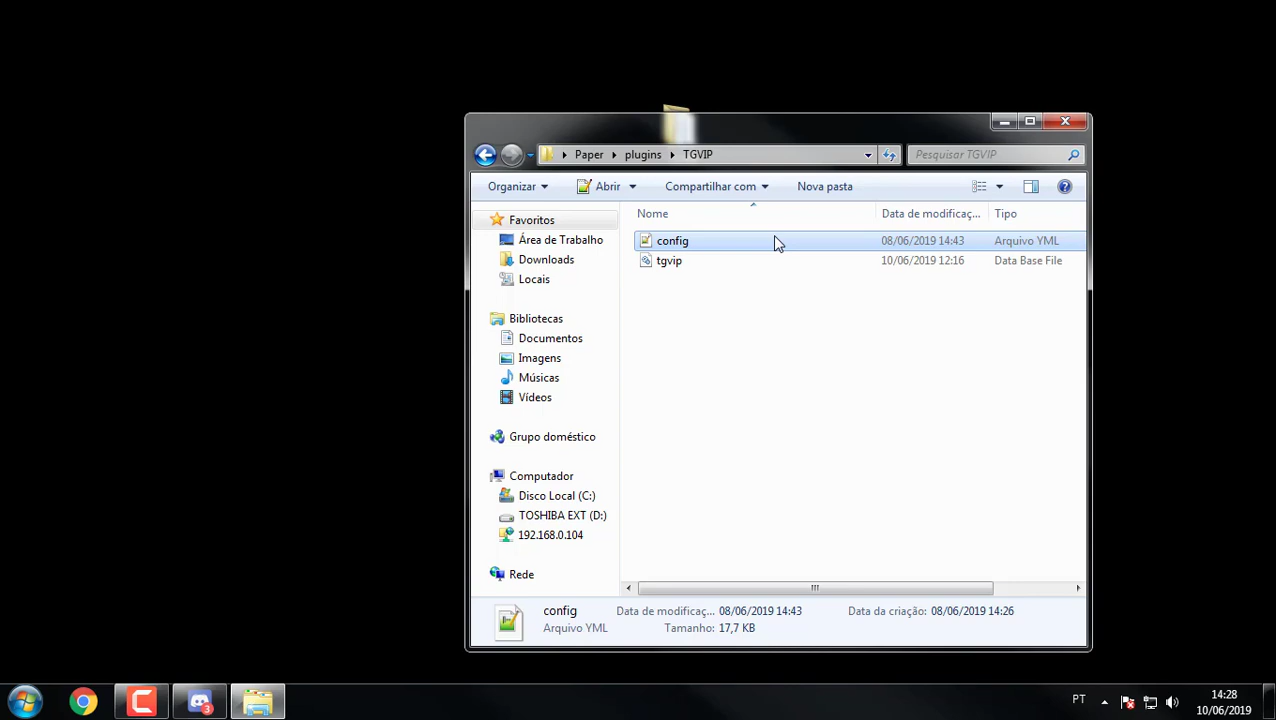 Paper plugins TGVIP
Pesquisar TGVIP
Organizar Abrir Compartilhar com Nova pasta
Nome Data de modificaç... Tipo
config 08/06/2019 14:43 Arquivo YML
tgvip 10/06/2019 12:16 Data Base File
Favoritos
Área de Trabalho
Downloads
Locais
Bibliotecas
Documentos
Imagens
Músicas
Vídeos
Grupo doméstico
Computador
Disco Local (C:)
TOSHIBA EXT (D:)
192.168.0.104
Rede
config Data de modificaç... 08/06/2019 14:43 Data da criação: 08/06/2019 14:26
Arquivo YML Tamanho: 17,7 KB
3
PT
14:28
10/06/2019